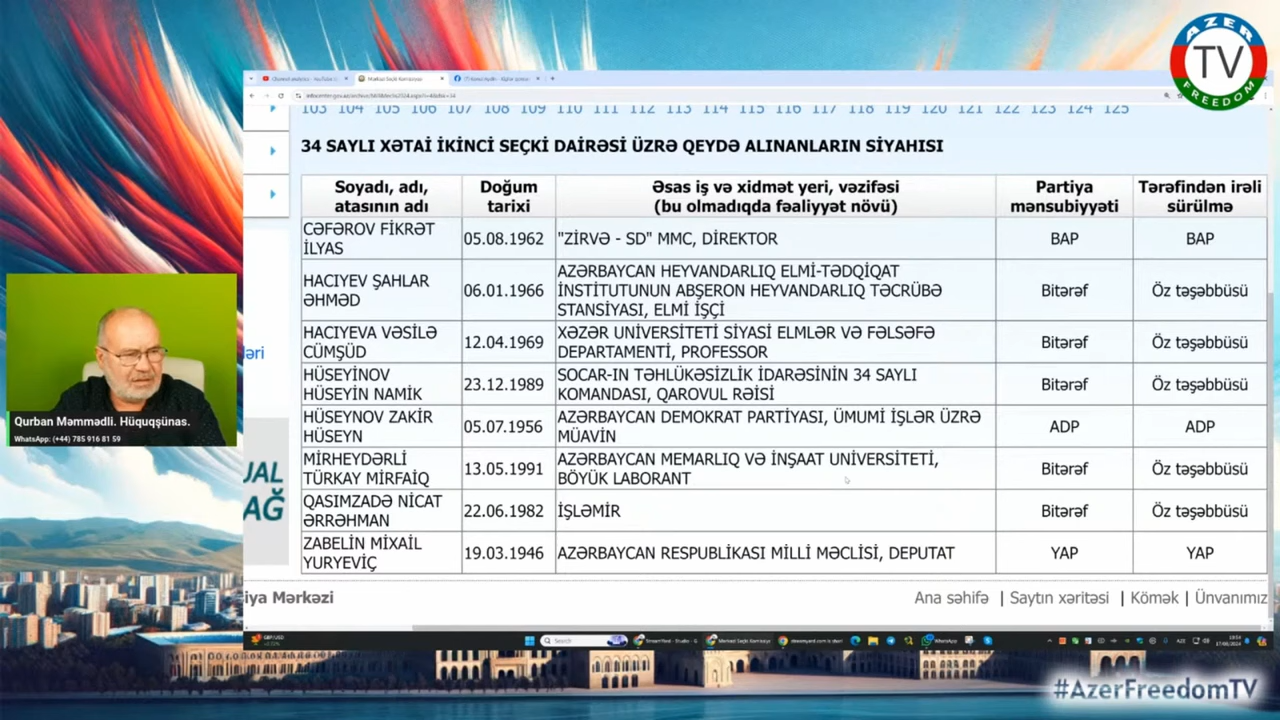 AZER
TV
FREEDOM
Markazi Seçki Komissiyası
103 104 105 106 107 108 109 110 111 112 113 114 115 116 117 118 119 120 121 122 123 124 125
34 SAYLI XƏTAİ İKİNCİ SEÇKİ DAİRƏSİ ÜZRƏ QEYDƏ ALINANLARIN SİYAHISI
Soyadı, adı, atasının adı
Doğum tarixi
Əsas iş və xidmət yeri, vəzifəsi
(bu olmadıqda fəaliyyət növü)
Partiya mənsubiyyəti
Tərəfindən irəli sürülmə
CƏFƏROV FİKRƏT
İLYAS
05.08.1962
"ZİRVƏ - SD" MMC, DİREKTOR
BAP
BAP
HACIYEV ŞAHLAR
ƏHMƏD
06.01.1966
AZƏRBAYCAN HEYVANDARLIQ ELMİ-TƏDQİQAT
İNSTİTUTUNUN ABŞERON HEYVANDARLIQ TƏCRÜBƏ
STANSİYASI, ELMİ İŞÇİ
Bitərəf
Öz təşəbbüsü
HACIYEVA VƏSİLƏ
CÜMŞÜD
12.04.1969
XƏZƏR UNİVERSİTETİ SİYASİ ELMLƏR VƏ FƏLSƏFƏ
DEPARTAMENTİ, PROFESSOR
Bitərəf
Öz təşəbbüsü
HÜSEYİNOV
HÜSEYİN NAMİK
23.12.1989
SOCAR-IN TƏHLÜKƏSİZLİK İDARƏSİNİN 34 SAYLI
KOMANDASI, QAROVUL RƏİSİ
Bitərəf
Öz təşəbbüsü
HÜSEYNOV ZAKİR
HÜSEYN
05.07.1956
AZƏRBAYCAN DEMOKRAT PARTİYASI, ÜMUMİ İŞLƏR ÜZRƏ
MÜAVİN
ADP
ADP
MİRHEYDƏRLİ
TÜRKAY MİRFAİQ
13.05.1991
AZƏRBAYCAN MEMARLIQ VƏ İNŞAAT UNİVERSİTETİ,
BÖYÜK LABORANT
Bitərəf
Öz təşəbbüsü
QASIMZADƏ NİCAT
ƏRRƏHMAN
22.06.1982
İŞLƏMİR
Bitərəf
Öz təşəbbüsü
ZABELİN MİXAİL
YURYEVİÇ
19.03.1946
AZƏRBAYCAN RESPUBLİKASI MİLLİ MƏCLİSİ, DEPUTAT
YAP
YAP
ləri
UAL
AĞ
Qurban Məmmədli. Hüquqşünas.
WhatsApp: (+44) 785 916 81 59
iya Mərkəzi
Ana səhifə | Saytın xəritəsi | Kömək | Ünvanımız
GBP/USD
Search
WhatsApp
#AzerFreedomTV